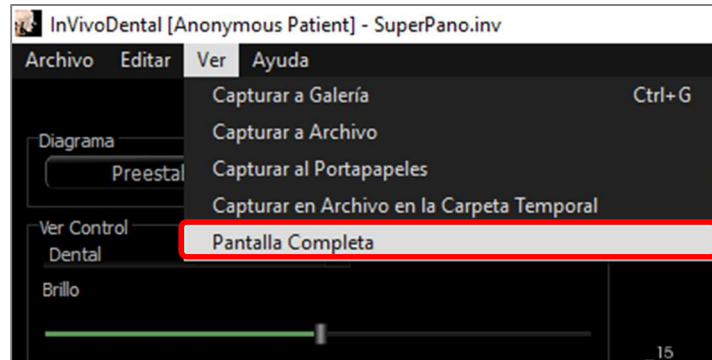 InVivoDental [Anonymous Patient] - SuperPano.inv
Archivo Editar Ver Ayuda
Capturar a Galería Ctrl+G
Capturar a Archivo
Capturar al Portapapeles
Capturar en Archivo en la Carpeta Temporal
Pantalla Completa
Diagrama
Ver Control
Dental
Brillo
15